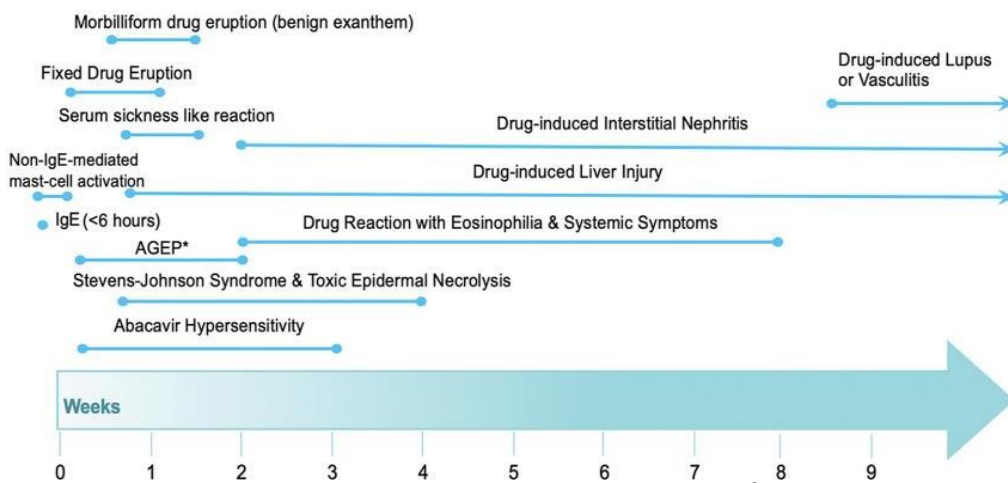 Morbilliform drug eruption (benign exanthem)
Drug-induced Lupus
or Vasculitis
Fixed Drug Eruption
Serum sickness like reaction
Drug-induced Interstitial Nephritis
Non-IgE-mediated
mast-cell activation
Drug-induced Liver Injury
IgE (<6 hours)
Drug Reaction with Eosinophilia & Systemic Symptoms
AGEP*
Stevens-Johnson Syndrome & Toxic Epidermal Necrolysis
Abacavir Hypersensitivity
Weeks
0 1 2 3 4 5 6 7 8 9